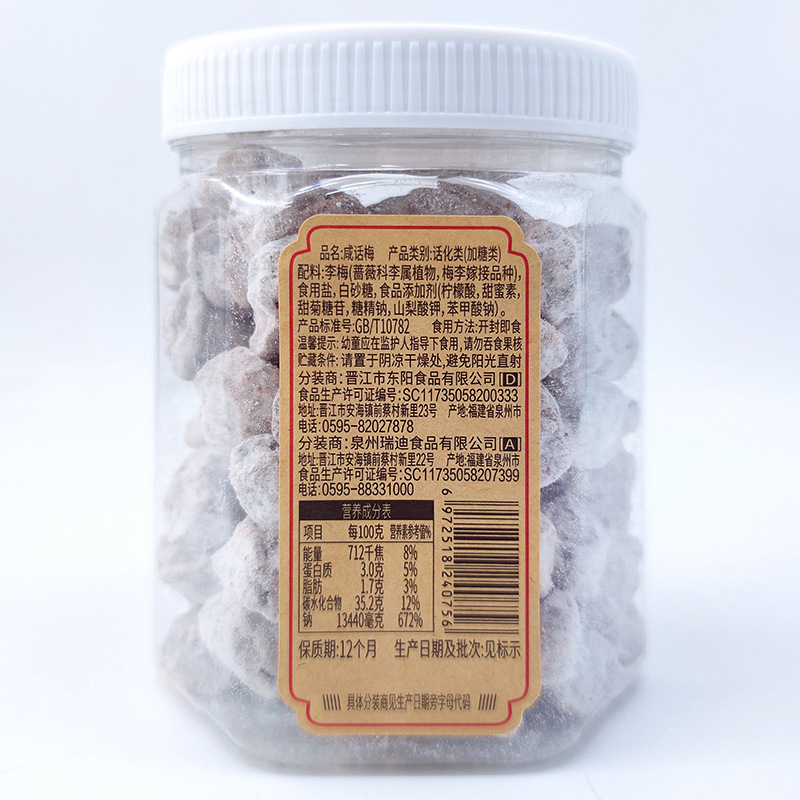 品名:咸话梅 产品类别:话化类(加糖类)
配料:李梅(蔷薇科李属植物,梅李嫁接品种),
食用盐,白砂糖,食品添加剂(柠檬酸,甜蜜素,
甜菊糖苷,糖精钠,山梨酸钾,苯甲酸钠)。
产品标准号:GB/T10782 食用方法:开封即食
温馨提示:幼童应在监护人指导下食用,请勿吞食果核
贮藏条件:请置于阴凉干燥处,避免阳光直射
分装商:晋江市东阳食品有限公司[D]
食品生产许可证编号:SC11735058200333
地址:晋江市安海镇前蔡村新里23号 产地:福建省泉州市
电话:0595-82027878
分装商:泉州瑞迪食品有限公司[A]
地址:晋江市安海镇前蔡村新里22号 产地:福建省泉州市
食品生产许可证编号:SC11735058207399
电话:0595-88331000
营养成分表
项目 每100克 营养素参考值%
能量 712千焦 8%
蛋白质 3.0克 5%
脂肪 1.7克 3%
碳水化合物 35.2克 12%
钠 13440毫克 672%
6972518240756
保质期:12个月 生产日期及批次:见标示
具体分装商见生产日期旁字母代码